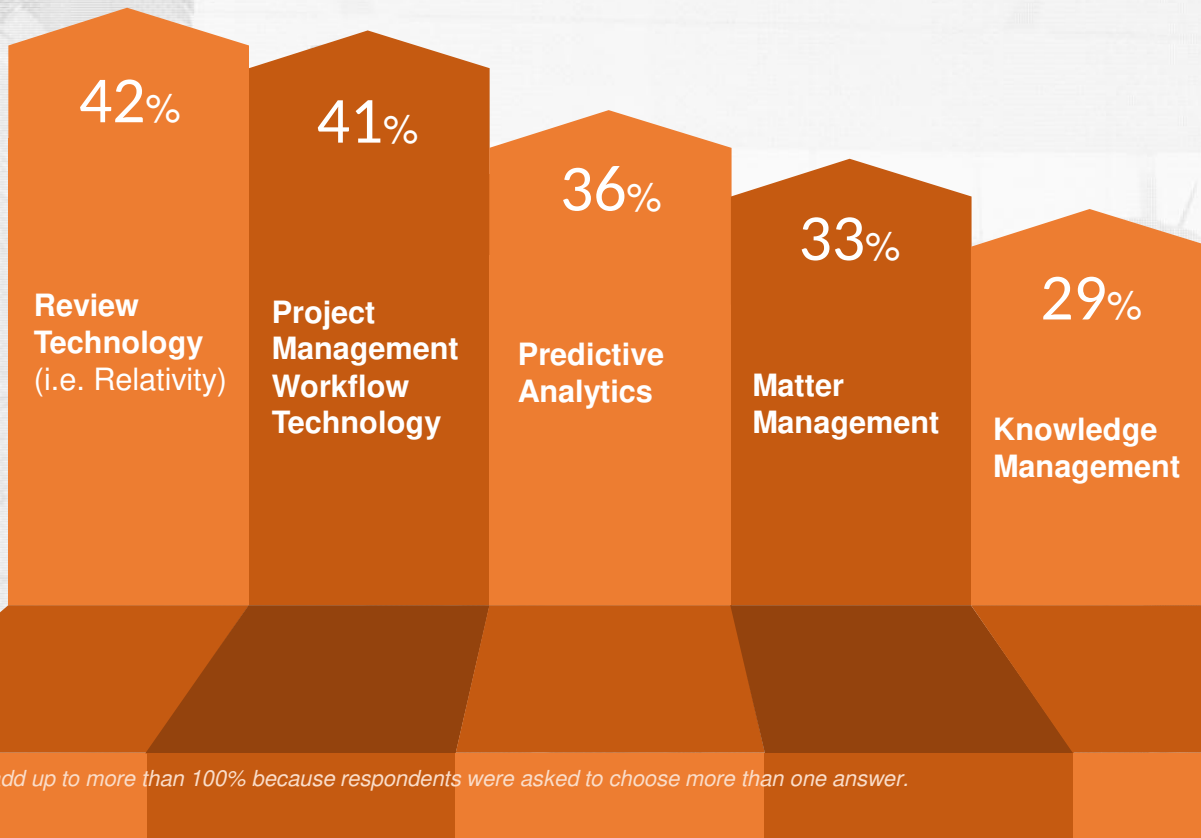 42%
Review
Technology
(i.e. Relativity)
41%
Project
Management
Workflow
Technology
36%
Predictive
Analytics
33%
Matter
Management
29%
Knowledge
Management
up to more than 100% because respondents were asked to choose more than one answer.